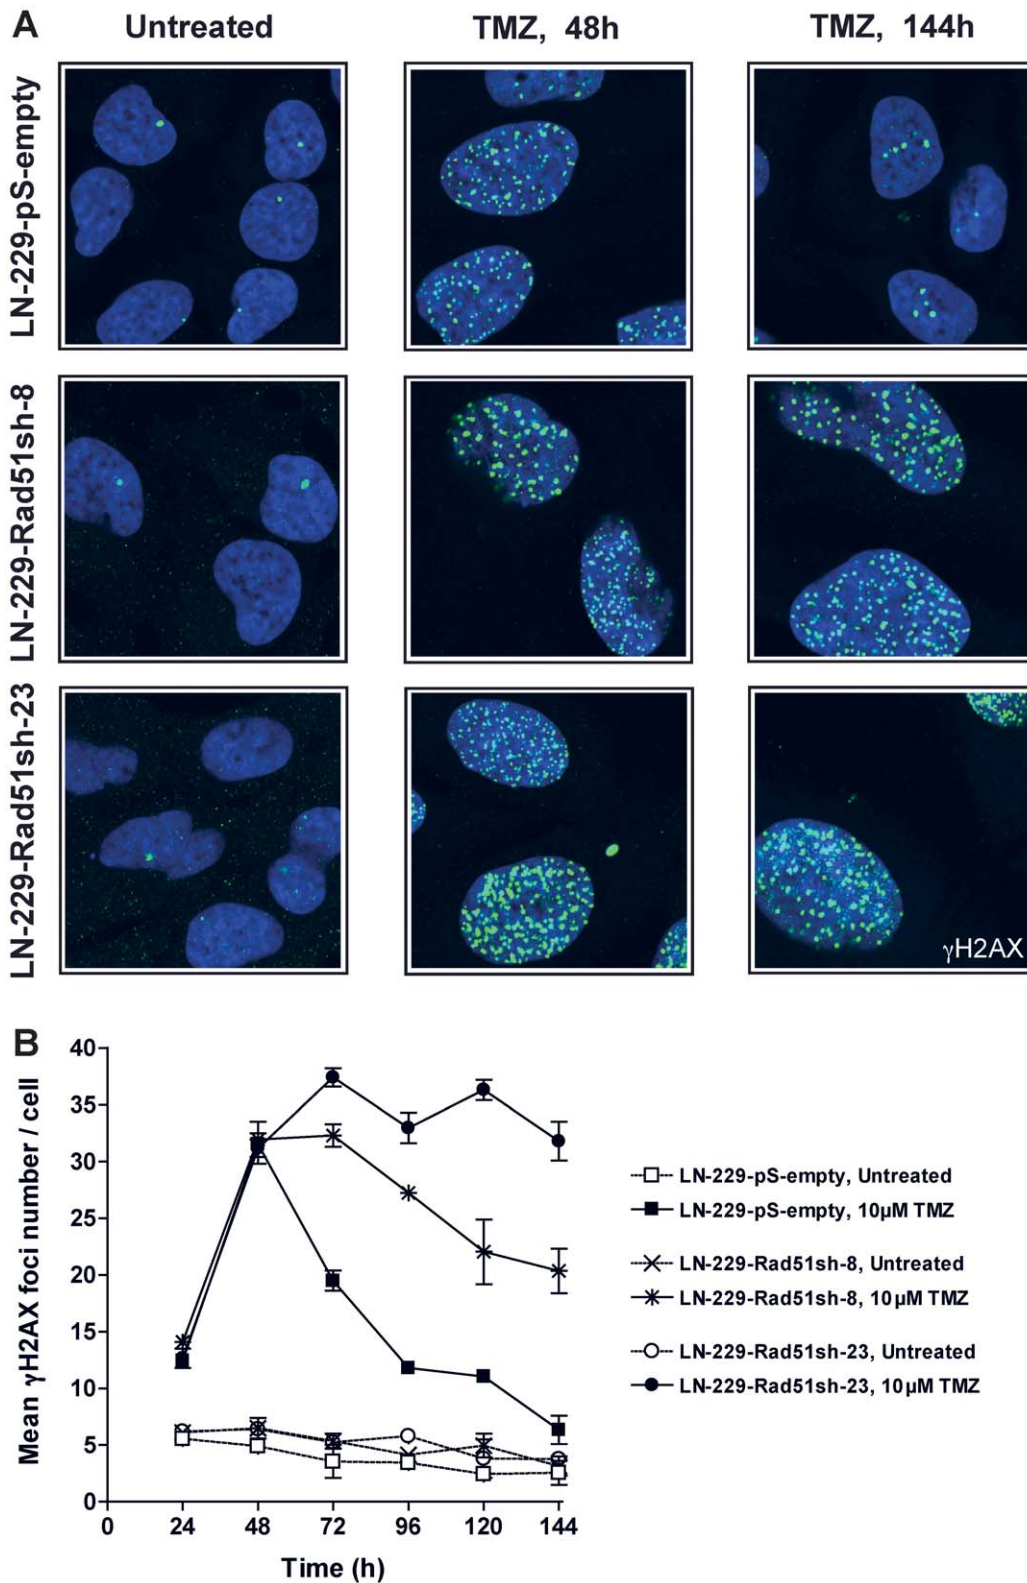 A
Untreated
TMZ, 48h
TMZ, 144h
LN-229-pS-empty
LN-229-Rad51sh-8
LN-229-Rad51sh-23
γH2AX
B
Mean γH2AX foci number / cell
40
35
30
25
20
15
10
5
0
0 24 48 72 96 120 144
Time (h)
LN-229-pS-empty, Untreated
LN-229-pS-empty, 10µM TMZ
LN-229-Rad51sh-8, Untreated
LN-229-Rad51sh-8, 10µM TMZ
LN-229-Rad51sh-23, Untreated
LN-229-Rad51sh-23, 10µM TMZ